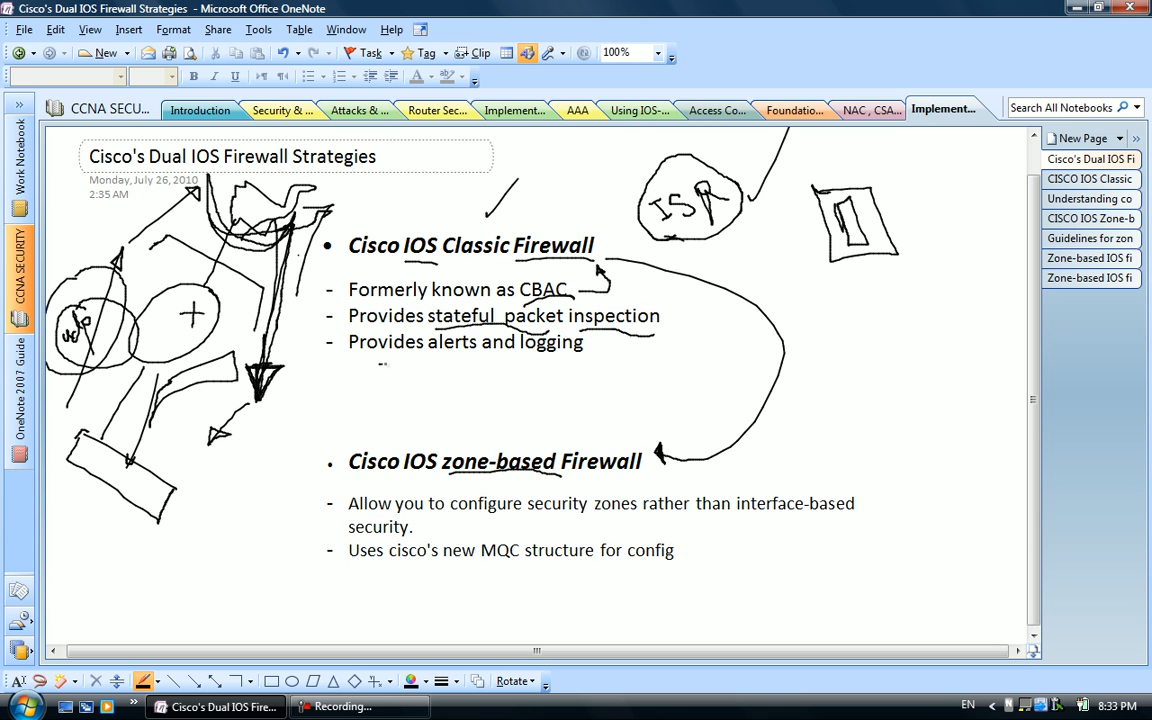 Cisco's Dual IOS Firewall Strategies - Microsoft Office OneNote
File Edit View Insert Format Share Tools Table Window Help
New Task Tag Clip 100%
B I U A ab
CCNA SECU... Introduction Security & ... Attacks & ... Router Sec... Implement... AAA Using IOS-... Access Co... Foundatio... NAC , CSA... Implement... Search All Notebooks
Work Notebook
CCNA SECURITY
OneNote 2007 Guide
New Page
Cisco's Dual IOS Fi
CISCO IOS Classic
Understanding co
CISCO IOS Zone-b
Guidelines for zon
Zone-based IOS fi
Zone-based IOS fi
Cisco's Dual IOS Firewall Strategies
Monday, July 26, 2010
2:35 AM
ISR
• Cisco IOS Classic Firewall
- Formerly known as CBAC
- Provides stateful packet inspection
- Provides alerts and logging
• Cisco IOS zone-based Firewall
- Allow you to configure security zones rather than interface-based
security.
- Uses cisco's new MQC structure for config
Rotate
Cisco's Dual IOS Fire... Recording... EN 8:33 PM